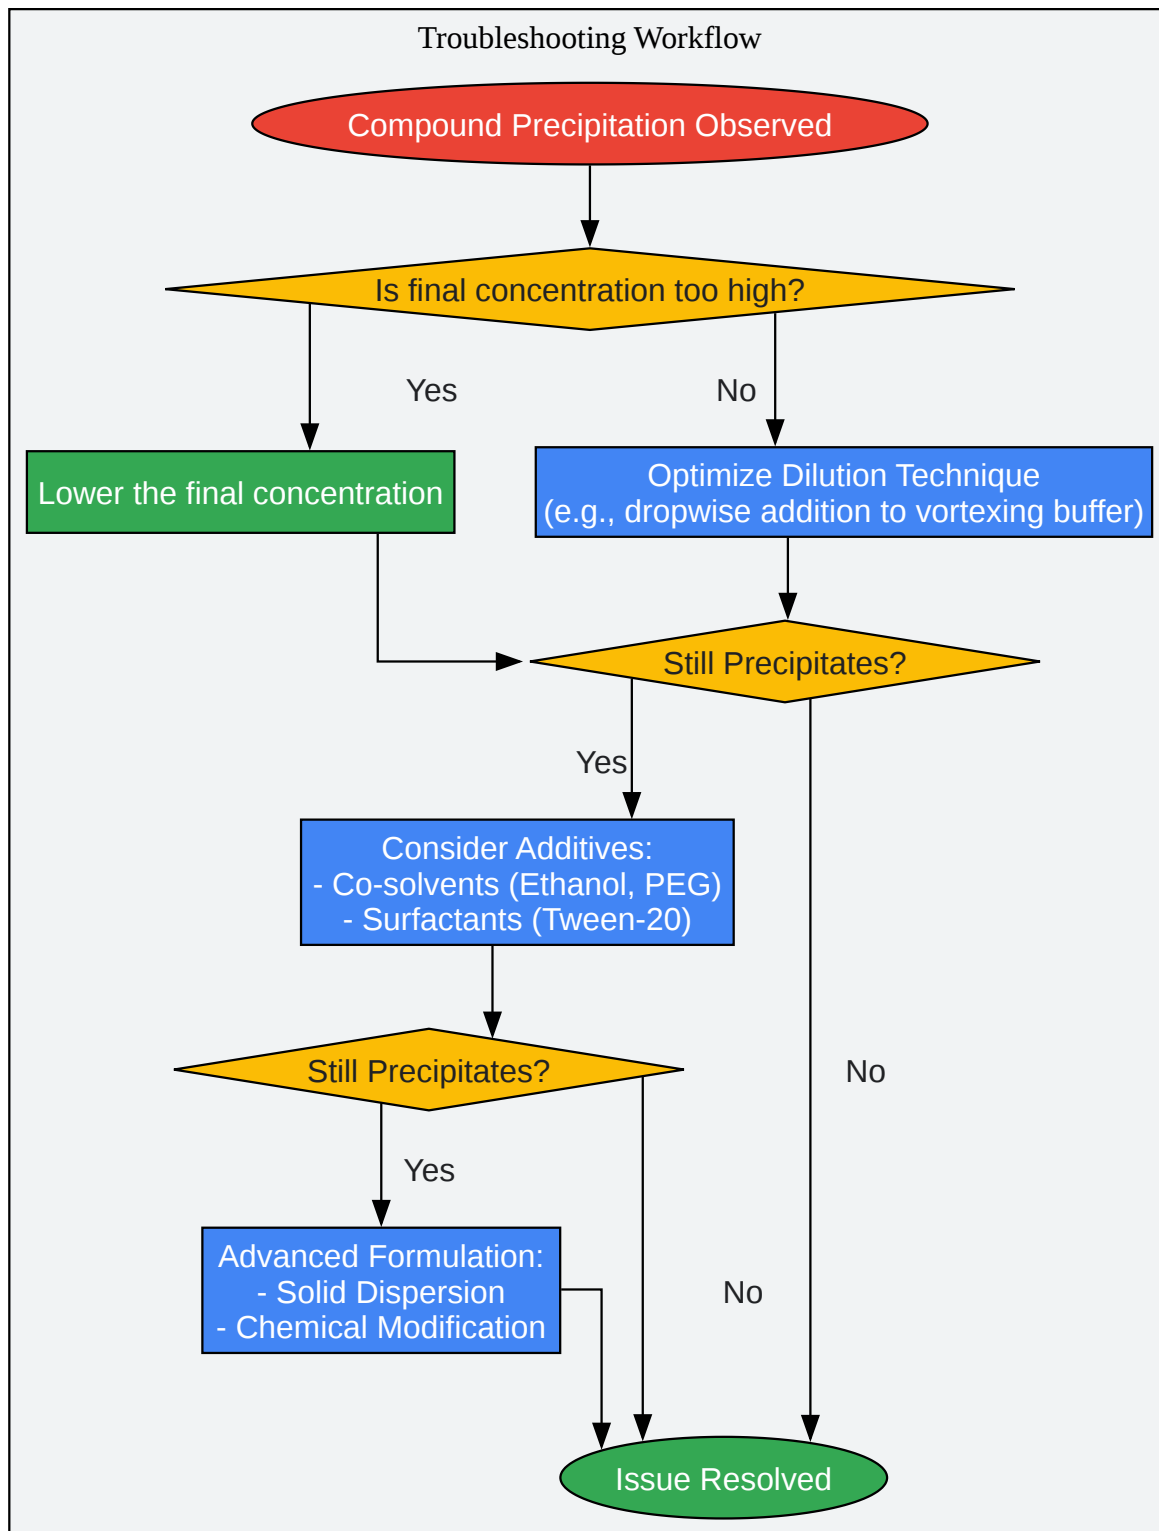 Troubleshooting Workflow
Compound Precipitation Observed
Is final concentration too high?
Yes
No
Lower the final concentration
Optimize Dilution Technique
(e.g., dropwise addition to vortexing buffer)
Still Precipitates?
Yes
Consider Additives:
- Co-solvents (Ethanol, PEG)
- Surfactants (Tween-20)
Still Precipitates?
No
Yes
Advanced Formulation:
- Solid Dispersion
- Chemical Modification
No
Issue Resolved